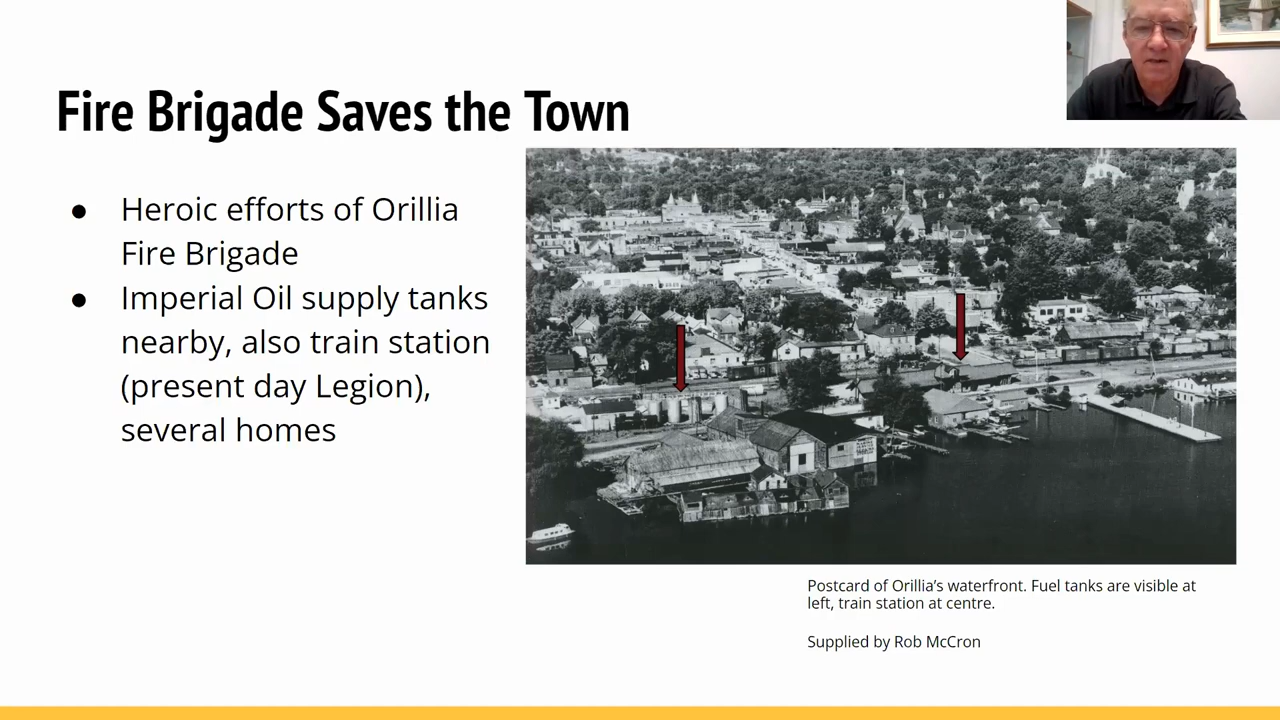 Fire Brigade Saves the Town
● Heroic efforts of Orillia
Fire Brigade
● Imperial Oil supply tanks
nearby, also train station
(present day Legion),
several homes
Postcard of Orillia’s waterfront. Fuel tanks are visible at
left, train station at centre.
Supplied by Rob McCron